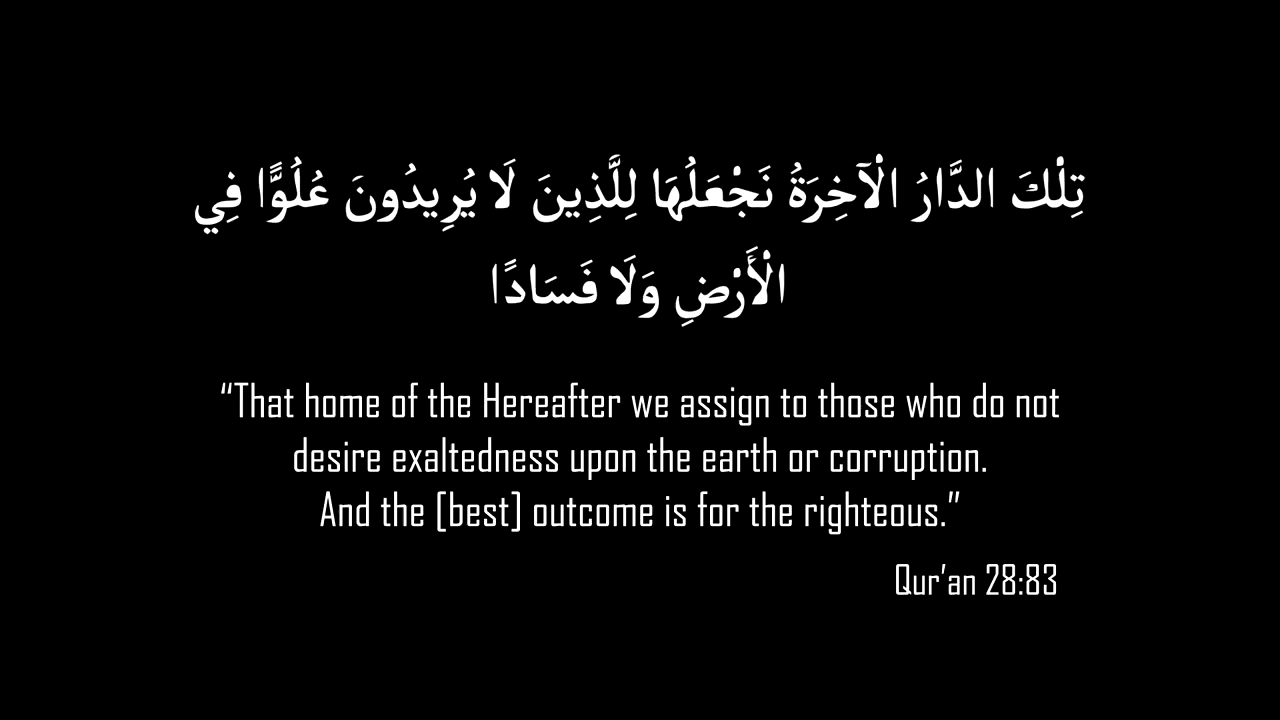 تِلْكَ الدَّارُ الْآخِرَةُ نَجْعَلُهَا لِلَّذِينَ لَا يُرِيدُونَ عُلُوًّا فِي
الْأَرْضِ وَلَا فَسَادًا
“That home of the Hereafter we assign to those who do not
desire exaltedness upon the earth or corruption.
And the [best] outcome is for the righteous.”
Qur’an 28:83